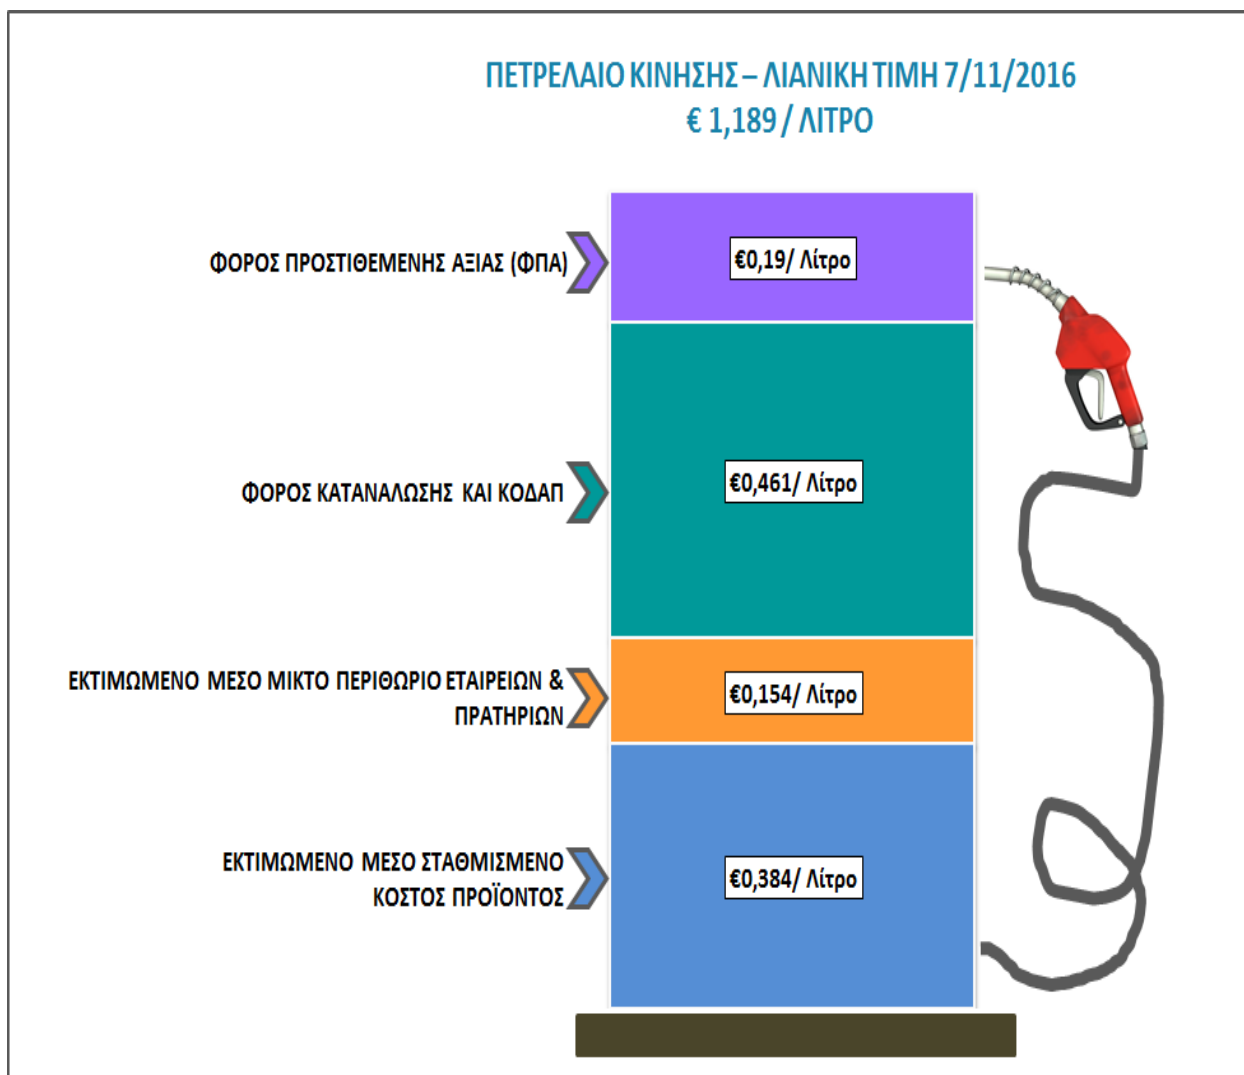 ΠΕΤΡΕΛΑΙΟ ΚΙΝΗΣΗΣ – ΛΙΑΝΙΚΗ ΤΙΜΗ 7/11/2016
€ 1,189 / ΛΙΤΡΟ
ΦΟΡΟΣ ΠΡΟΣΤΙΘΕΜΕΝΗΣ ΑΞΙΑΣ (ΦΠΑ)
€0,19/ Λίτρο
ΦΟΡΟΣ ΚΑΤΑΝΑΛΩΣΗΣ ΚΑΙ ΚΟΔΑΠ
€0,461/ Λίτρο
ΕΚΤΙΜΩΜΕΝΟ ΜΕΣΟ ΜΙΚΤΟ ΠΕΡΙΘΩΡΙΟ ΕΤΑΙΡΕΙΩΝ &
ΠΡΑΤΗΡΙΩΝ
€0,154/ Λίτρο
ΕΚΤΙΜΩΜΕΝΟ ΜΕΣΟ ΣΤΑΘΜΙΣΜΕΝΟ
ΚΟΣΤΟΣ ΠΡΟΪΟΝΤΟΣ
€0,384/ Λίτρο